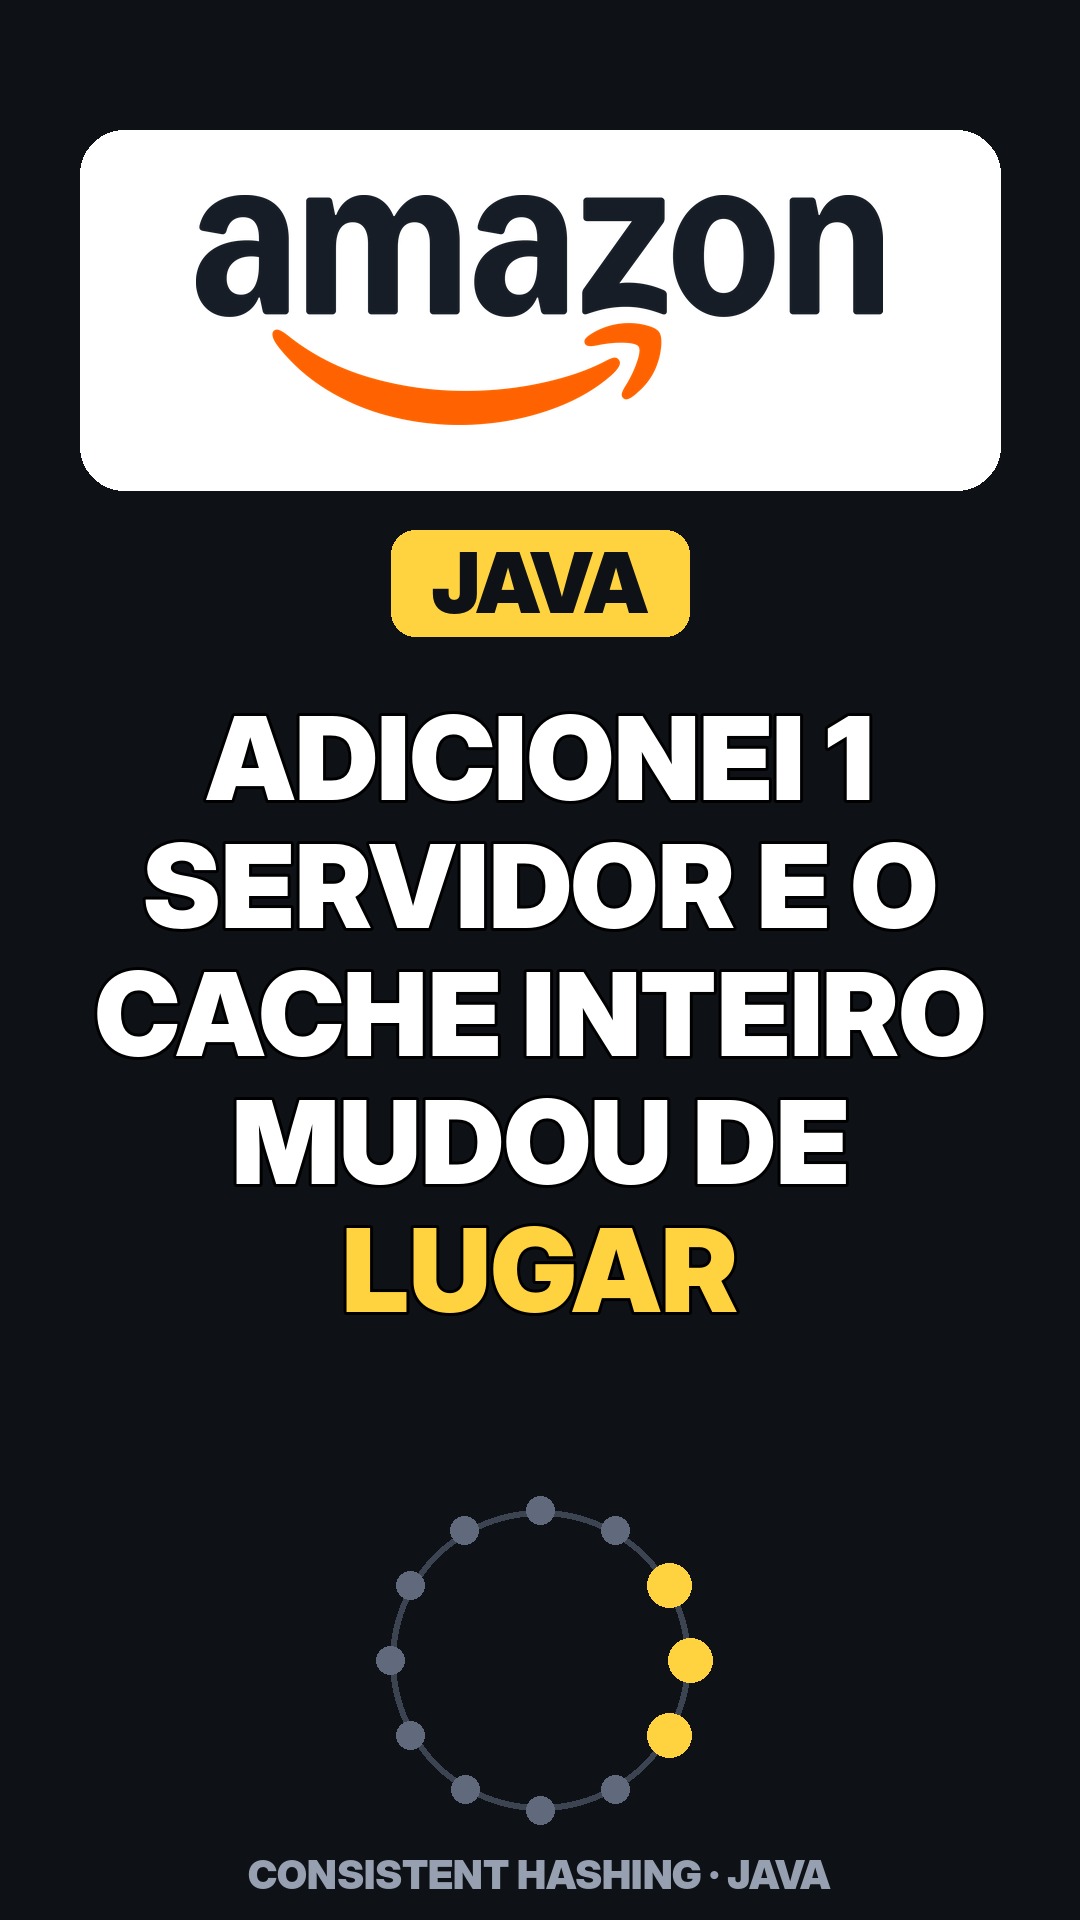 amazon
JAVA
ADICIONEI 1
SERVIDOR E O
CACHE INTEIRO
MUDOU DE
LUGAR
CONSISTENT HASHING · JAVA